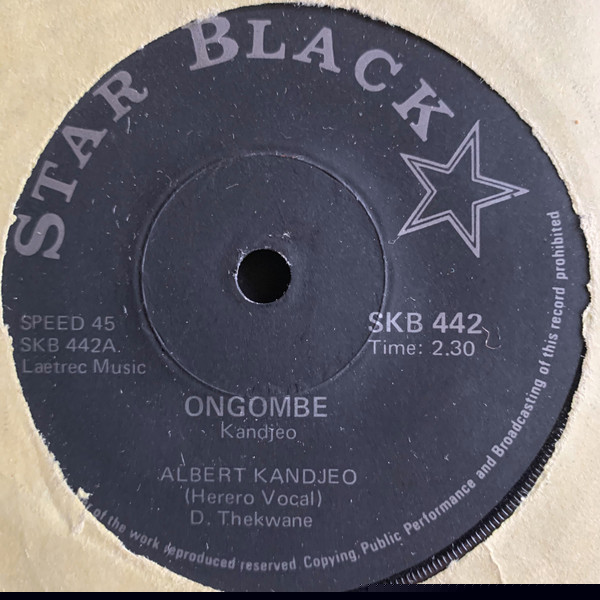 STAR BLACK
SPEED 45
SKB 442A
Laetrec Music
SKB 442
Time: 2.30
ONGOMBE
Kandjeo
ALBERT KANDJEO
(Herero Vocal)
D. Thekwane
of the work reproduced reserved Copying, Public Performance and Broadcasting of this record prohibited